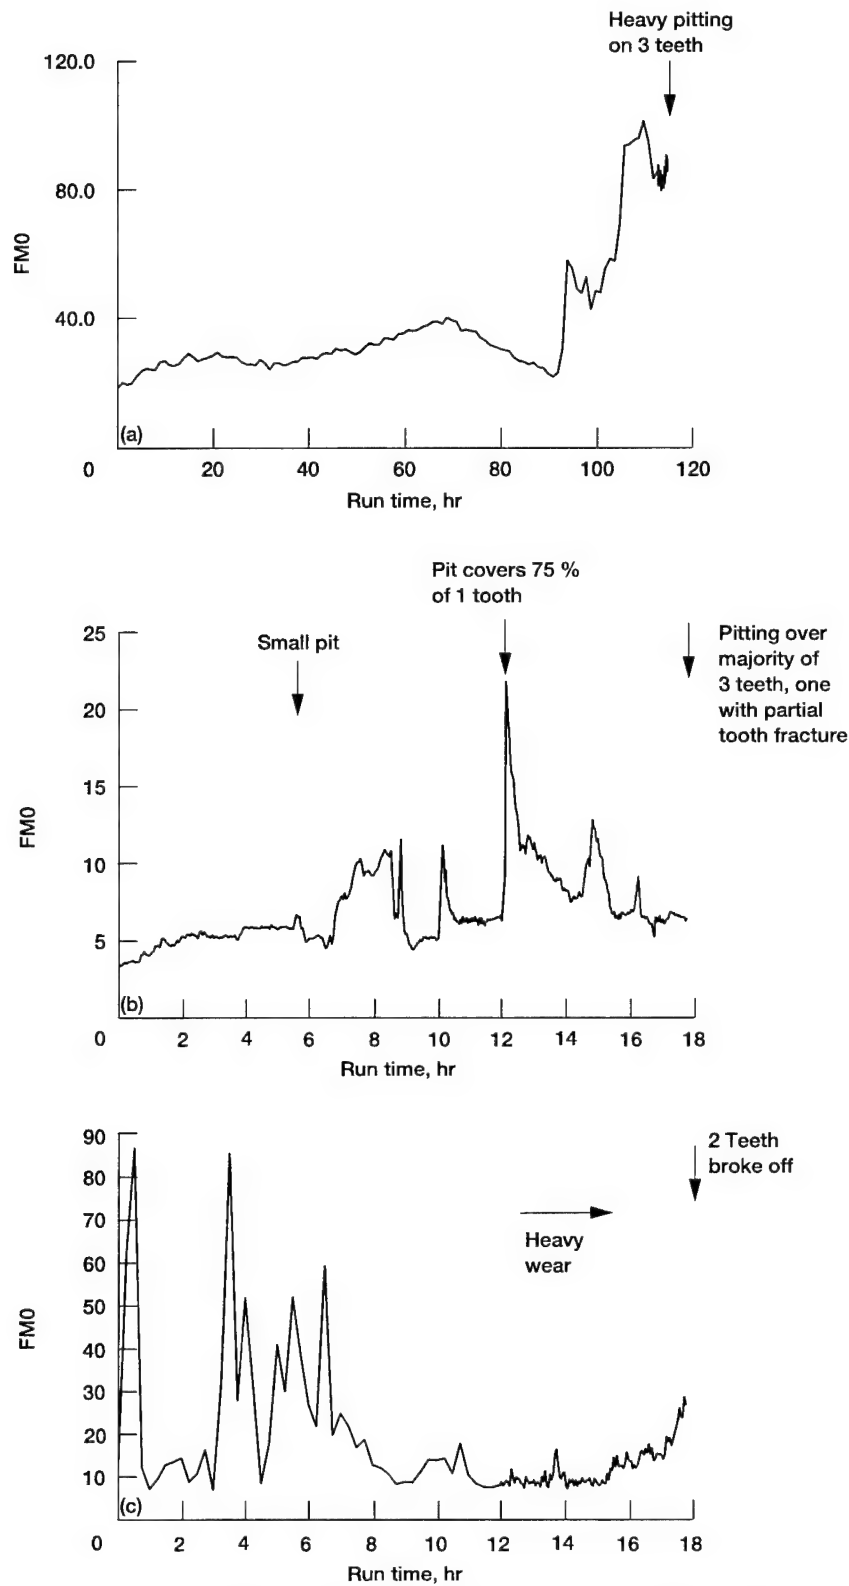 Heavy pitting
on 3 teeth
120.0
80.0
40.0
FM0
(a)
0 20 40 60 80 100 120
Run time, hr
Pit covers 75 %
of 1 tooth
Small pit
Pitting over
majority of
3 teeth, one
with partial
tooth fracture
25
20
15
10
5
FM0
(b)
0 2 4 6 8 10 12 14 16 18
Run time, hr
2 Teeth
broke off
Heavy
wear
90
80
70
60
50
40
30
20
10
FM0
(c)
0 2 4 6 8 10 12 14 16 18
Run time, hr